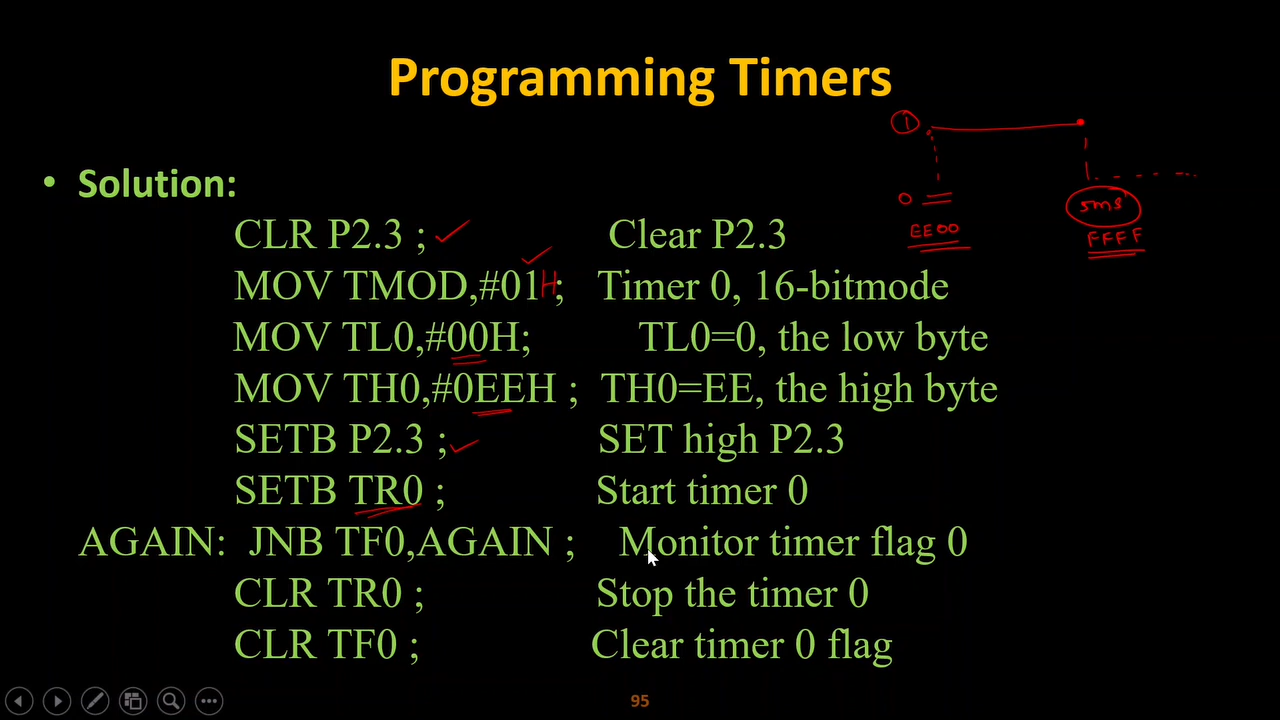 Programming Timers
1
• Solution:
0
5ms
CLR P2.3 ; Clear P2.3
EE00
FFFF
MOV TMOD,#01H; Timer 0, 16-bitmode
MOV TL0,#00H; TL0=0, the low byte
MOV TH0,#0EEH ; TH0=EE, the high byte
SETB P2.3 ; SET high P2.3
SETB TR0 ; Start timer 0
AGAIN: JNB TF0,AGAIN ; Monitor timer flag 0
CLR TR0 ; Stop the timer 0
CLR TF0 ; Clear timer 0 flag
95